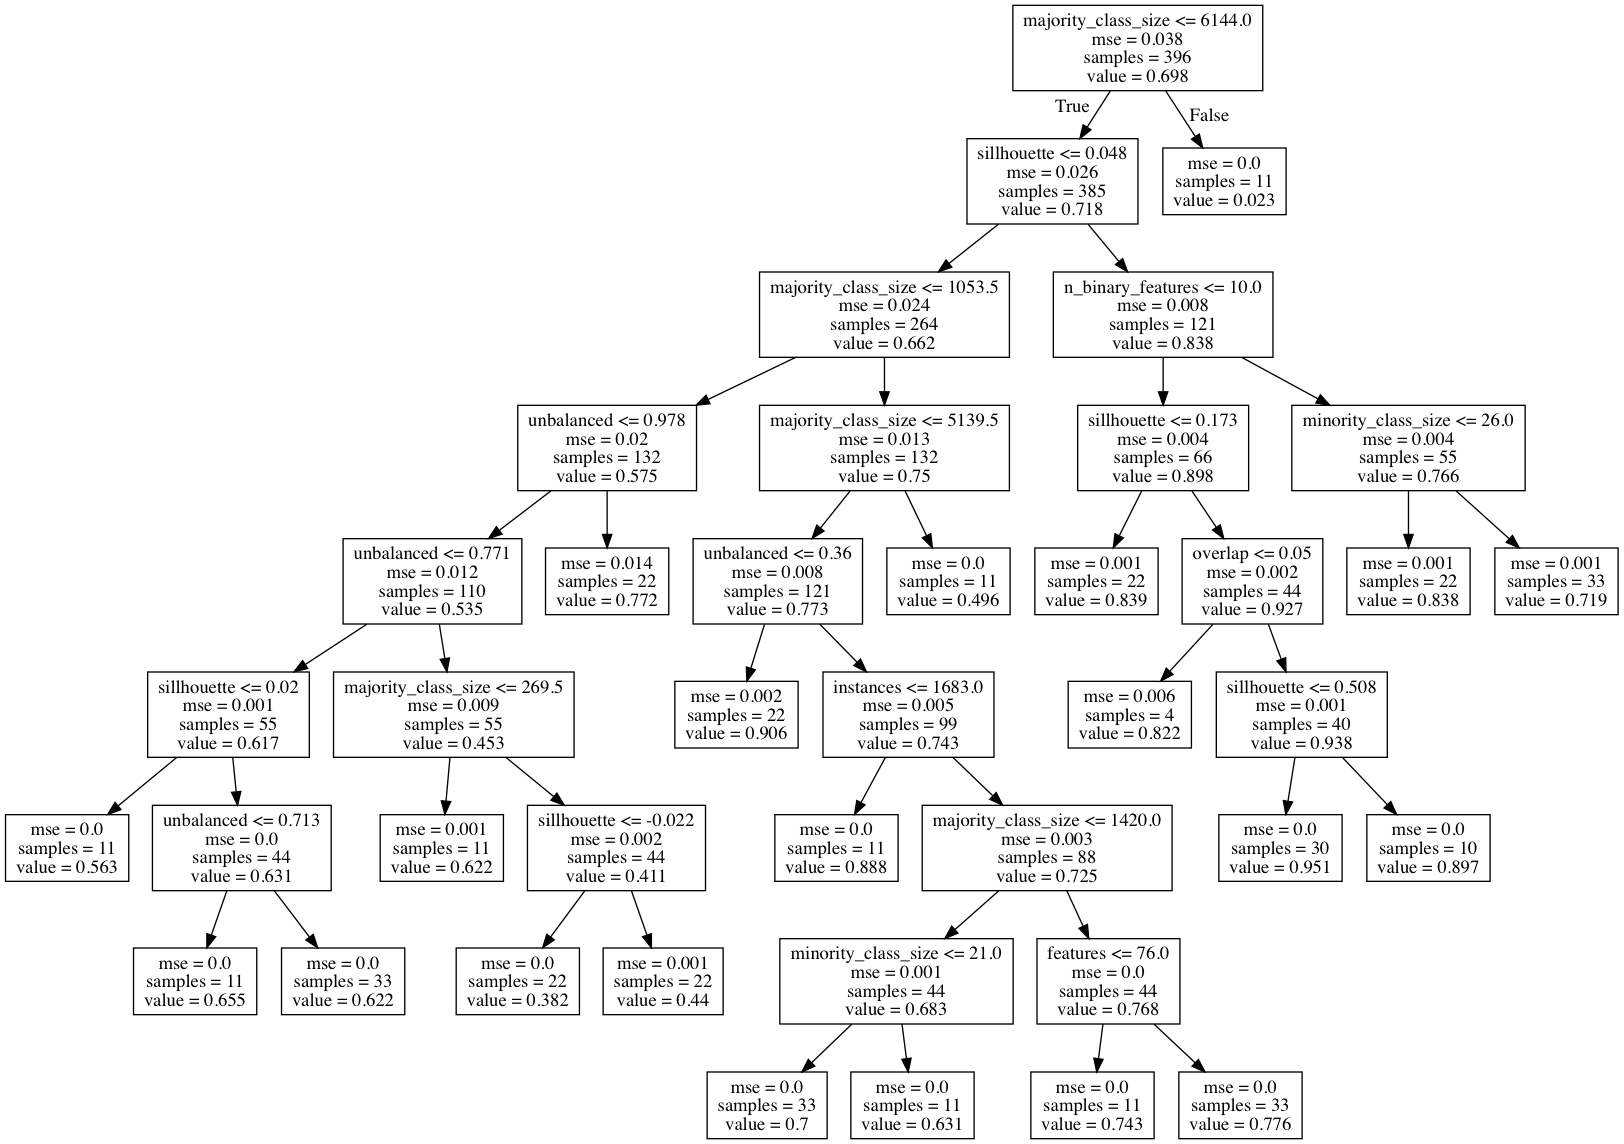 majority_class_size <= 6144.0
mse = 0.038
samples = 396
value = 0.698
True
False
sillhouette <= 0.048
mse = 0.026
samples = 385
value = 0.718
mse = 0.0
samples = 11
value = 0.023
majority_class_size <= 1053.5
mse = 0.024
samples = 264
value = 0.662
n_binary_features <= 10.0
mse = 0.008
samples = 121
value = 0.838
unbalanced <= 0.978
mse = 0.02
samples = 132
value = 0.575
majority_class_size <= 5139.5
mse = 0.013
samples = 132
value = 0.75
sillhouette <= 0.173
mse = 0.004
samples = 66
value = 0.898
minority_class_size <= 26.0
mse = 0.004
samples = 55
value = 0.766
unbalanced <= 0.771
mse = 0.012
samples = 110
value = 0.535
mse = 0.014
samples = 22
value = 0.772
unbalanced <= 0.36
mse = 0.008
samples = 121
value = 0.773
mse = 0.0
samples = 11
value = 0.496
mse = 0.001
samples = 22
value = 0.839
overlap <= 0.05
mse = 0.002
samples = 44
value = 0.927
mse = 0.001
samples = 22
value = 0.838
mse = 0.001
samples = 33
value = 0.719
sillhouette <= 0.02
mse = 0.001
samples = 55
value = 0.617
majority_class_size <= 269.5
mse = 0.009
samples = 55
value = 0.453
mse = 0.002
samples = 22
value = 0.906
instances <= 1683.0
mse = 0.005
samples = 99
value = 0.743
mse = 0.006
samples = 4
value = 0.822
sillhouette <= 0.508
mse = 0.001
samples = 40
value = 0.938
mse = 0.0
samples = 11
value = 0.563
unbalanced <= 0.713
mse = 0.0
samples = 44
value = 0.631
mse = 0.001
samples = 11
value = 0.622
sillhouette <= -0.022
mse = 0.002
samples = 44
value = 0.411
mse = 0.0
samples = 11
value = 0.888
majority_class_size <= 1420.0
mse = 0.003
samples = 88
value = 0.725
mse = 0.0
samples = 30
value = 0.951
mse = 0.0
samples = 10
value = 0.897
mse = 0.0
samples = 11
value = 0.655
mse = 0.0
samples = 33
value = 0.622
mse = 0.0
samples = 22
value = 0.382
mse = 0.001
samples = 22
value = 0.44
minority_class_size <= 21.0
mse = 0.001
samples = 44
value = 0.683
features <= 76.0
mse = 0.0
samples = 44
value = 0.768
mse = 0.0
samples = 33
value = 0.7
mse = 0.0
samples = 11
value = 0.631
mse = 0.0
samples = 11
value = 0.743
mse = 0.0
samples = 33
value = 0.776